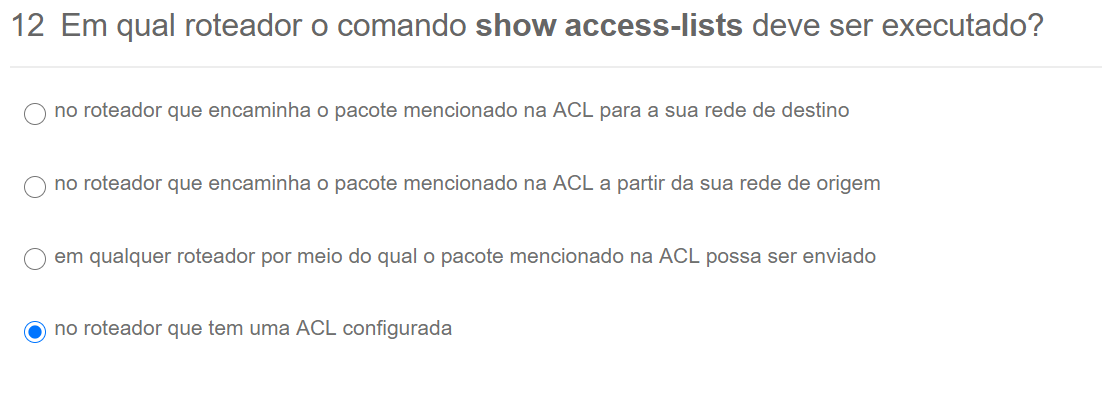 12 Em qual roteador o comando show access-lists deve ser executado?
no roteador que encaminha o pacote mencionado na ACL para a sua rede de destino
no roteador que encaminha o pacote mencionado na ACL a partir da sua rede de origem
em qualquer roteador por meio do qual o pacote mencionado na ACL possa ser enviado
no roteador que tem uma ACL configurada